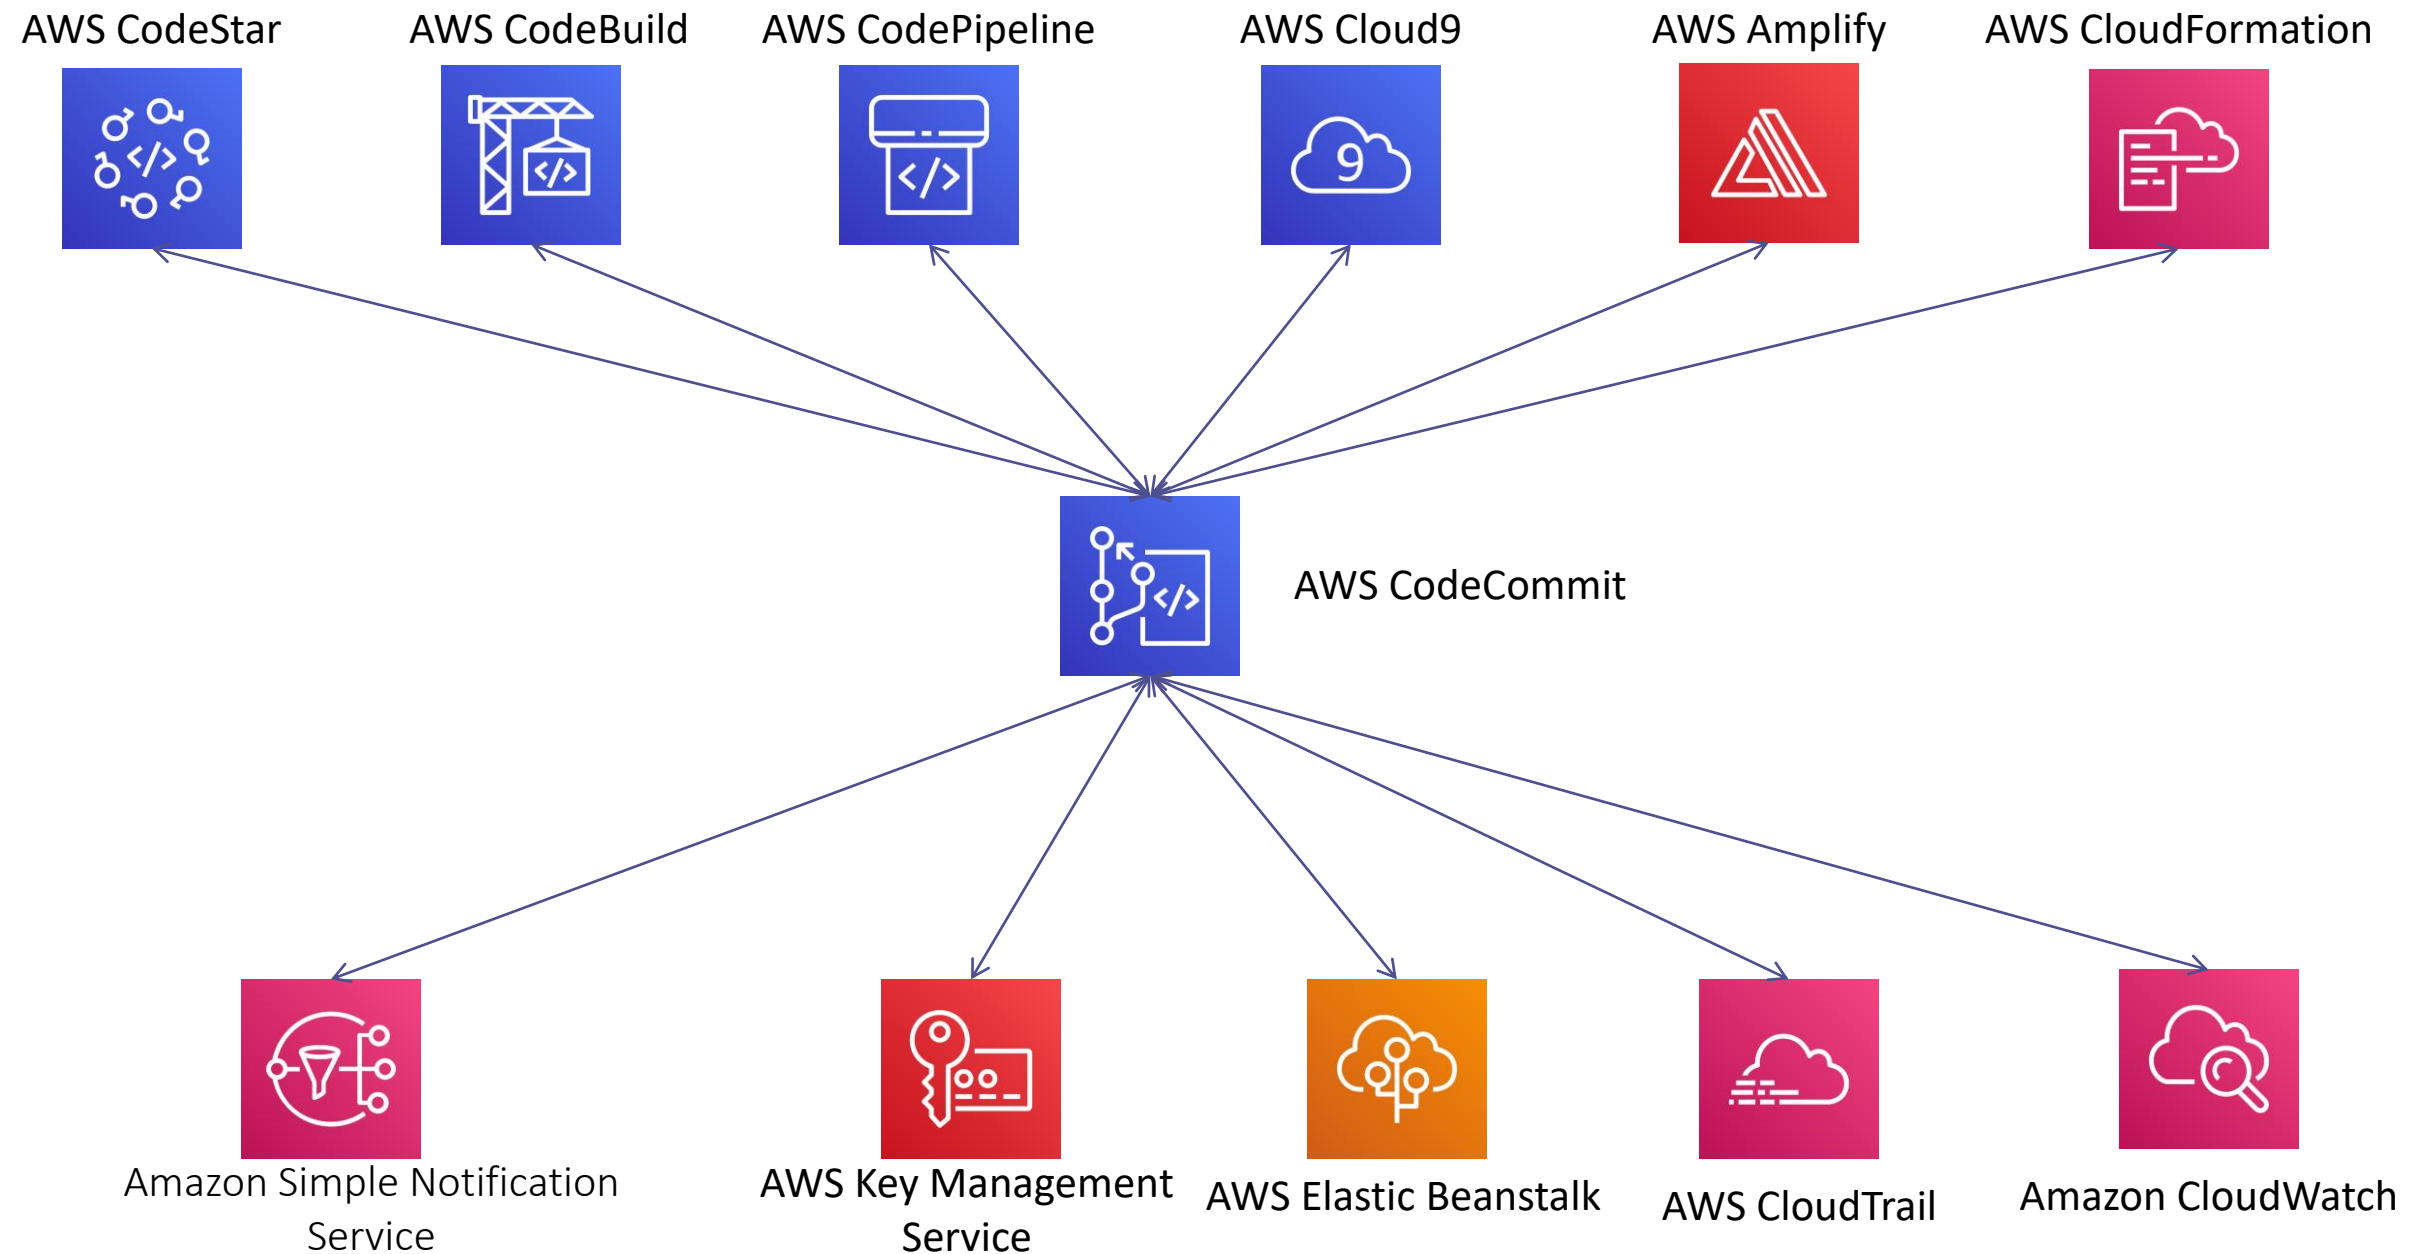 AWS CodeStar
AWS CodeBuild
AWS CodePipeline
AWS Cloud9
AWS Amplify
AWS CloudFormation
</>
</>
</>
9
</>
AWS CodeCommit
Amazon Simple Notification
Service
AWS Key Management
Service
AWS Elastic Beanstalk
AWS CloudTrail
Amazon CloudWatch